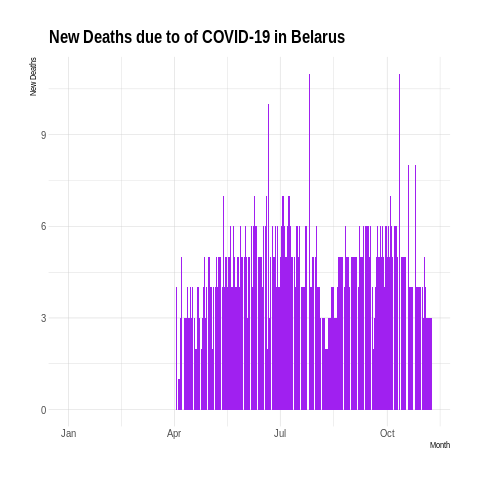 New Deaths due to of COVID-19 in Belarus
New Deaths
9
6
3
0
Jan Apr Jul Oct
Month